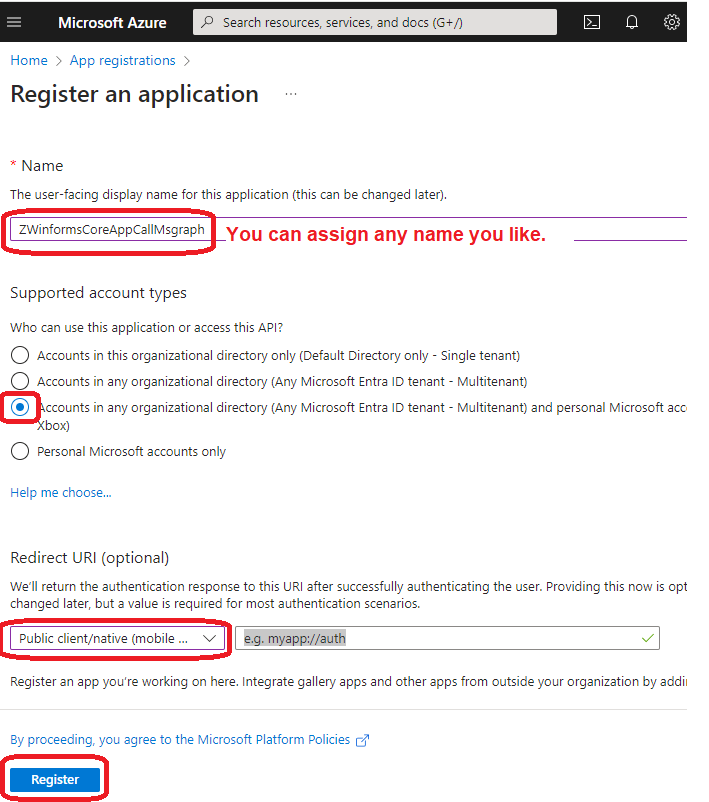 Microsoft Azure
Search resources, services, and docs (G+/)
Home > App registrations >
Register an application ...
* Name
The user-facing display name for this application (this can be changed later).
ZWinformsCoreAppCallMsgraph
You can assign any name you like.
Supported account types
Who can use this application or access this API?
Accounts in this organizational directory only (Default Directory only - Single tenant)
Accounts in any organizational directory (Any Microsoft Entra ID tenant - Multitenant)
Accounts in any organizational directory (Any Microsoft Entra ID tenant - Multitenant) and personal Microsoft acc
Xbox)
Personal Microsoft accounts only
Help me choose...
Redirect URI (optional)
We'll return the authentication response to this URI after successfully authenticating the user. Providing this now is opt
changed later, but a value is required for most authentication scenarios.
Public client/native (mobile ...
e.g. myapp://auth
Register an app you're working on here. Integrate gallery apps and other apps from outside your organization by addi
By proceeding, you agree to the Microsoft Platform Policies
Register